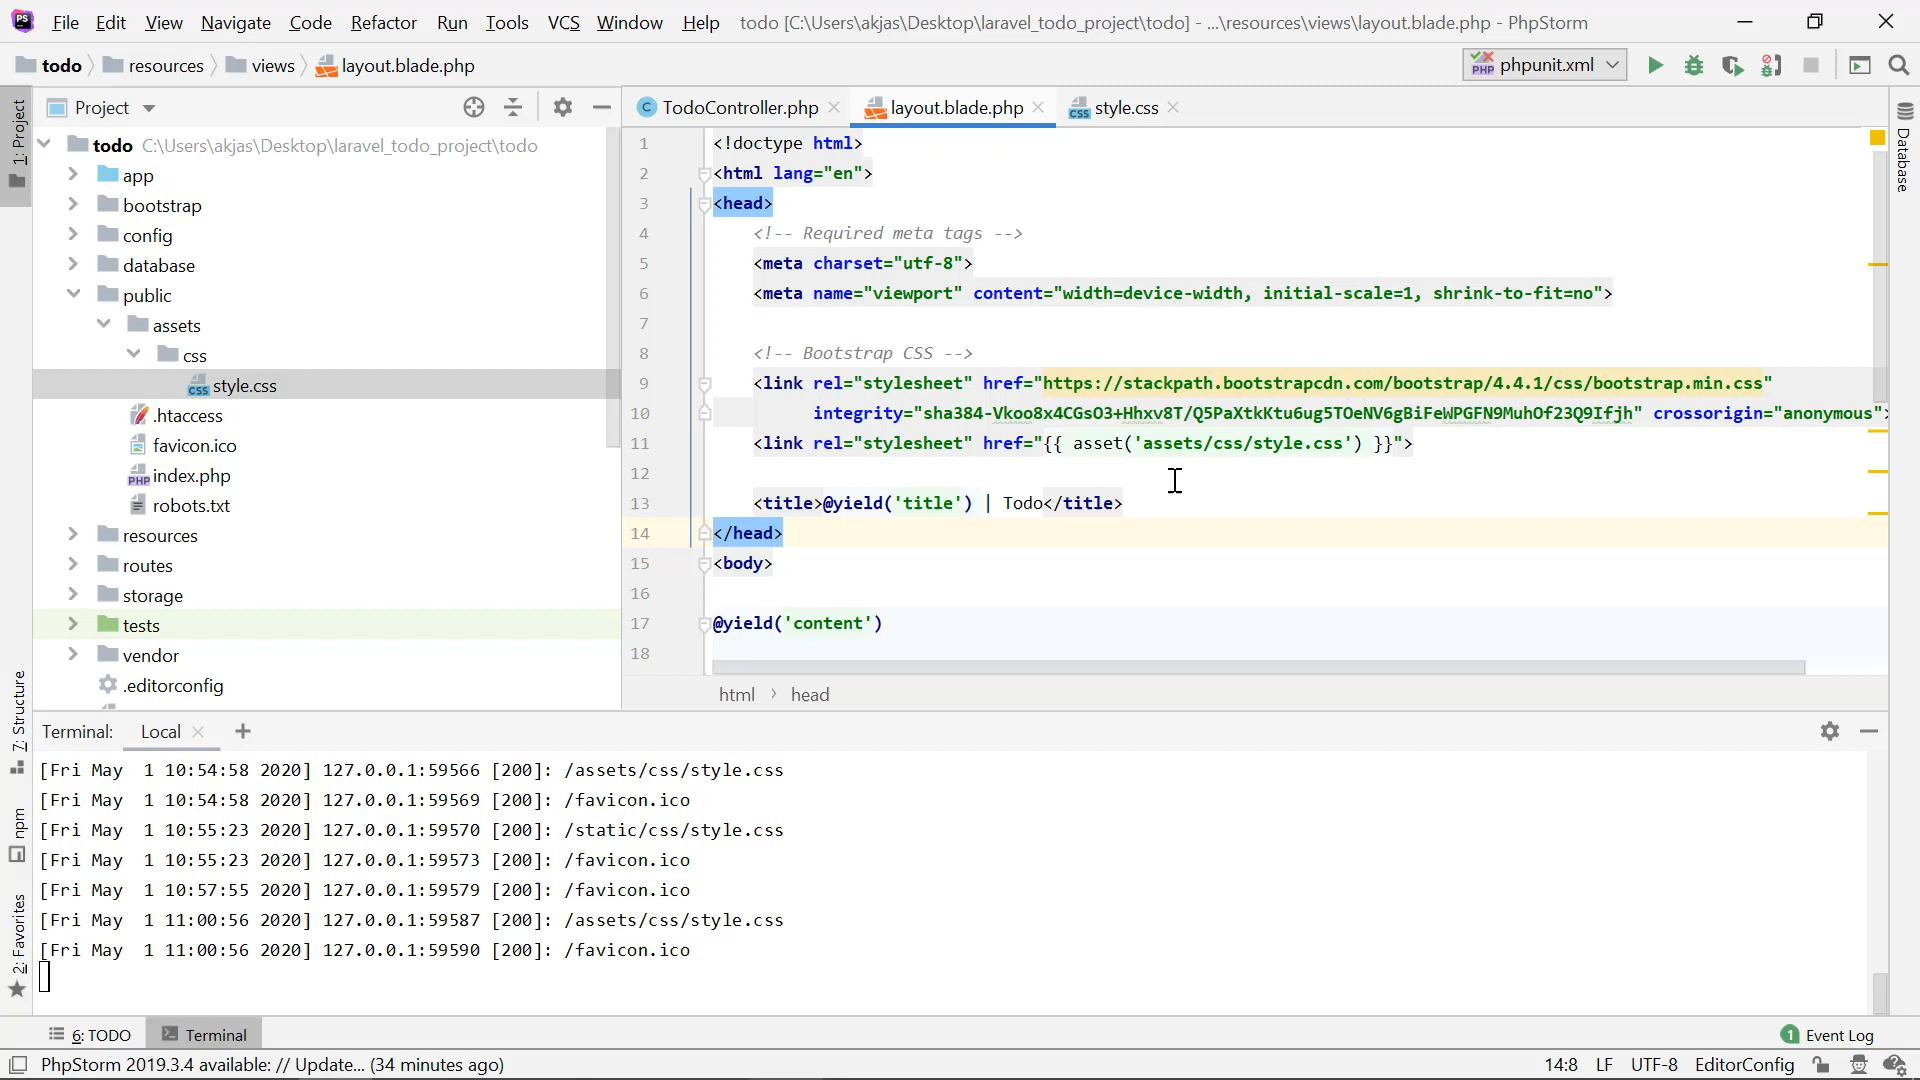 File Edit View Navigate Code Refactor Run Tools VCS Window Help todo [C:\Users\akjas\Desktop\laravel_todo_project\todo] - ...\resources\views\layout.blade.php - PhpStorm
todo resources views layout.blade.php phpunit.xml
Project
TodoController.php layout.blade.php style.css
todo C:\Users\akjas\Desktop\laravel_todo_project\todo
app
bootstrap
config
database
public
assets
css
style.css
.htaccess
favicon.ico
index.php
robots.txt
resources
routes
storage
tests
vendor
.editorconfig
1 <!doctype html>
2 <html lang="en">
3 <head>
4 <!-- Required meta tags -->
5 <meta charset="utf-8">
6 <meta name="viewport" content="width=device-width, initial-scale=1, shrink-to-fit=no">
7
8 <!-- Bootstrap CSS -->
9 <link rel="stylesheet" href="https://stackpath.bootstrapcdn.com/bootstrap/4.4.1/css/bootstrap.min.css"
10 integrity="sha384-Vkoo8x4CGsO3+Hhxv8T/Q5PaXtkKtu6ug5TOeNV6gBiFeWPGFN9MuhOf23Q9Ifjh" crossorigin="anonymous">
11 <link rel="stylesheet" href="{{ asset('assets/css/style.css') }}">
12
13 <title>@yield('title') | Todo</title>
14 </head>
15 <body>
16
17 @yield('content')
18
html head
1: Project
7: Structure
npm
2: Favorites
Database
Terminal: Local
[Fri May  1 10:54:58 2020] 127.0.0.1:59566 [200]: /assets/css/style.css
[Fri May  1 10:54:58 2020] 127.0.0.1:59569 [200]: /favicon.ico
[Fri May  1 10:55:23 2020] 127.0.0.1:59570 [200]: /static/css/style.css
[Fri May  1 10:55:23 2020] 127.0.0.1:59573 [200]: /favicon.ico
[Fri May  1 10:57:55 2020] 127.0.0.1:59579 [200]: /favicon.ico
[Fri May  1 11:00:56 2020] 127.0.0.1:59587 [200]: /assets/css/style.css
[Fri May  1 11:00:56 2020] 127.0.0.1:59590 [200]: /favicon.ico
6: TODO Terminal 1 Event Log
PhpStorm 2019.3.4 available: // Update... (34 minutes ago) 14:8 LF UTF-8 EditorConfig